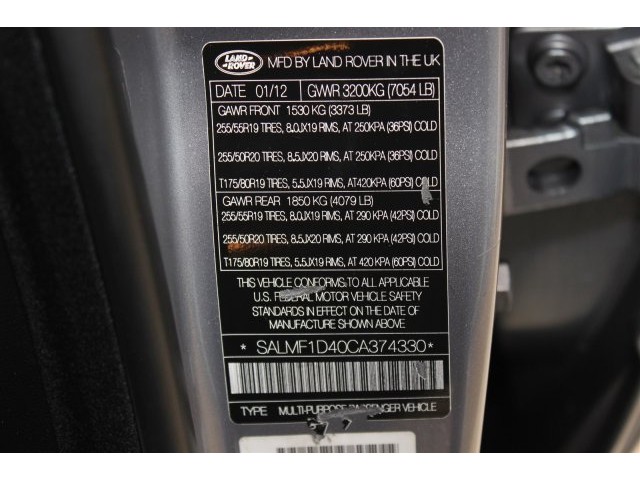 LAND ROVER MFD BY LAND ROVER IN THE UK
DATE 01/12 GVWR 3200KG (7054 LB)
GAWR FRONT 1530 KG (3373 LB)
255/55R19 TIRES, 8.0JX19 RIMS, AT 250KPA (36PSI) COLD
255/50R20 TIRES, 8.5JX20 RIMS, AT 250KPA (36PSI) COLD
T175/80R19 TIRES, 5.5JX19 RIMS, AT420KPA (60PSI) COLD
GAWR REAR 1850 KG (4079 LB)
255/55R19 TIRES, 8.0JX19 RIMS, AT 290 KPA (42PSI) COLD
255/50R20 TIRES, 8.5JX20 RIMS, AT 290 KPA (42PSI) COLD
T175/80R19 TIRES, 5.5JX19 RIMS, AT 420 KPA (60PSI) COLD
THIS VEHICLE CONFORMS TO ALL APPLICABLE
U.S. FEDERAL MOTOR VEHICLE SAFETY
STANDARDS IN EFFECT ON THE DATE OF
MANUFACTURE SHOWN ABOVE
* SALMF1D40CA374330 *
TYPE MULTI-PURPOSE PASSENGER VEHICLE